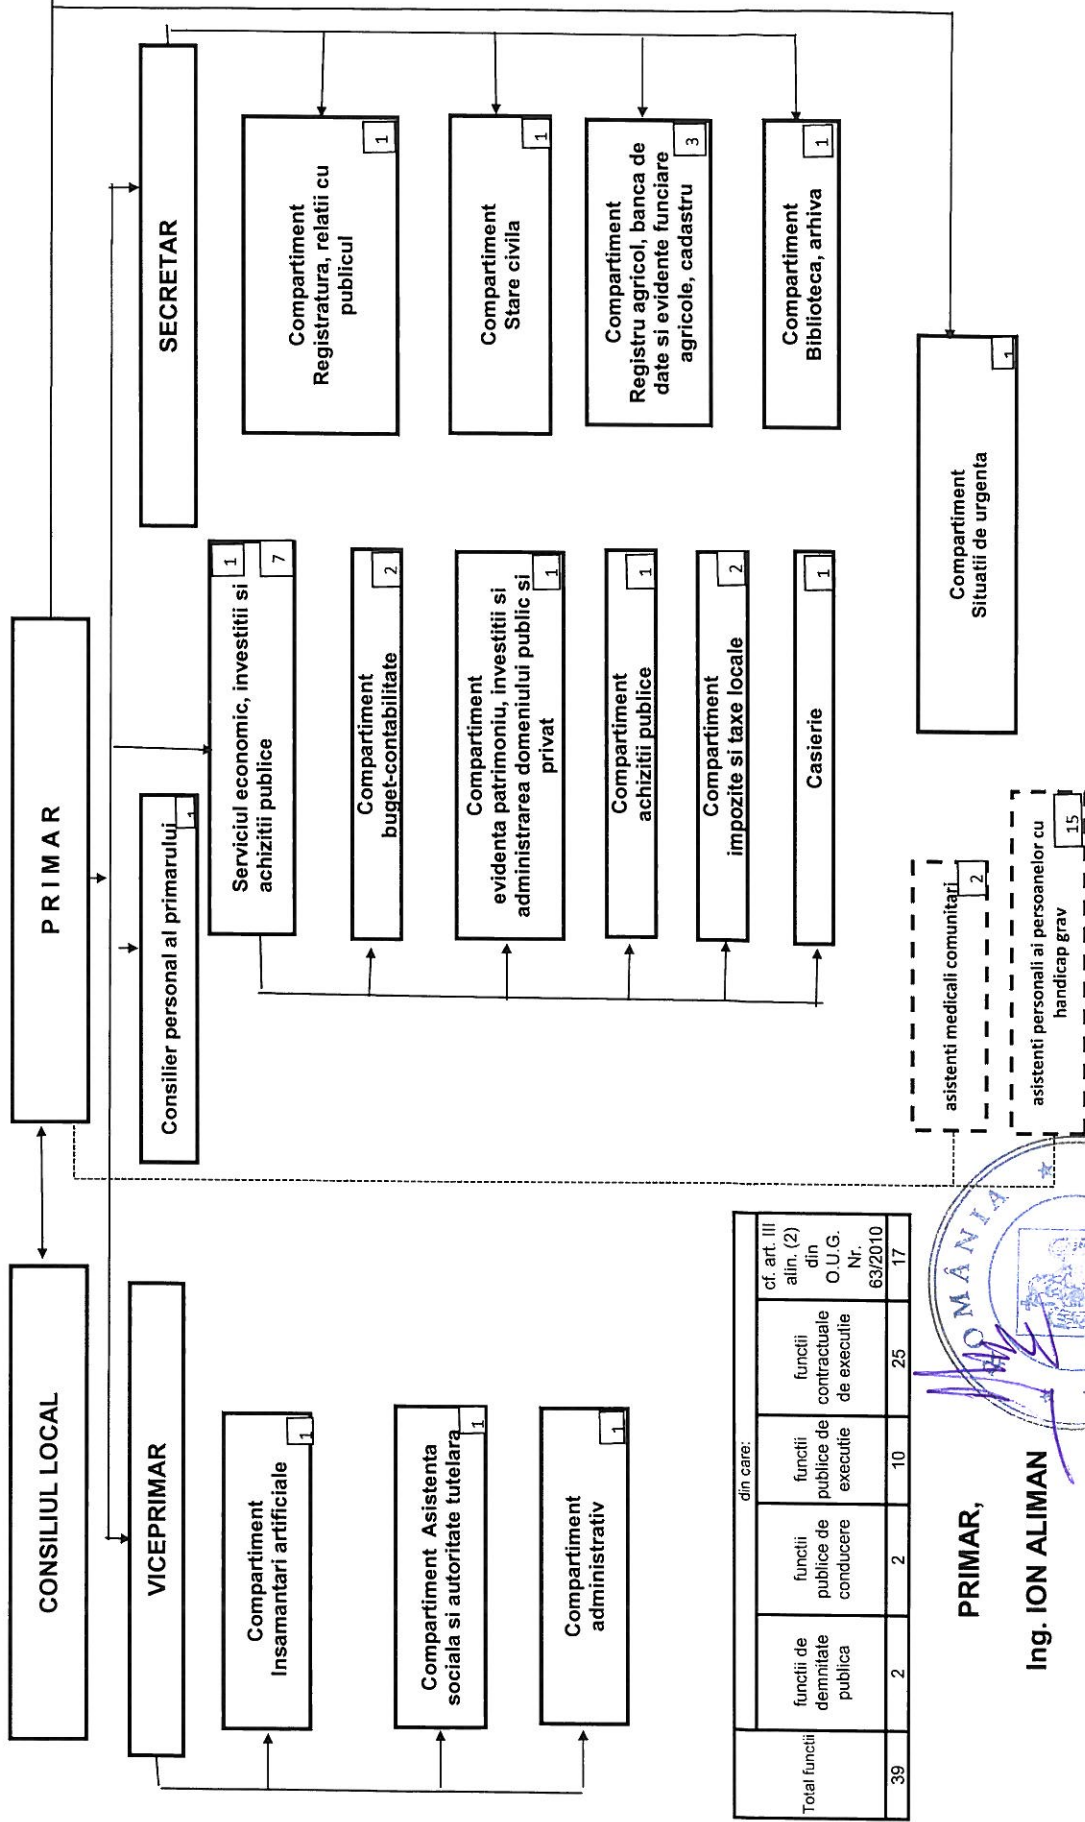 CONSILIUL LOCAL
PRIMAR
VICEPRIMAR
Consilier personal al primarului
1
SECRETAR
Compartiment
Insamantari artificiale
1
Compartiment Asistenta
sociala si autoritate tutelara
1
Compartiment
administrativ
1
Serviciul economic, investitii si
achizitii publice
1
7
Compartiment
buget-contabilitate
2
Compartiment
evidenta patrimoniu, investitii si
administrarea domeniului public si
privat
1
Compartiment
achizitii publice
1
Compartiment
impozite si taxe locale
2
Casierie
1
Compartiment
Registratura, relatii cu
publicul
1
Compartiment
Stare civila
1
Compartiment
Registru agricol, banca de
date si evidente funciare
agricole, cadastru
3
Compartiment
Biblioteca, arhiva
1
Compartiment
Situatii de urgenta
1
asistenti medicali comunitari
2
asistenti personali ai persoanelor cu
handicap grav
15
din care:
Total functii
functii de
demnitate
publica
functii
publice de
conducere
functii
publice de
executie
functii
contractuale
de executie
cf. art. III
alin. (2)
din
O.U.G.
Nr.
63/2010
39 2 2 10 25 17
PRIMAR,
Ing. ION ALIMAN
ROMÂNIA